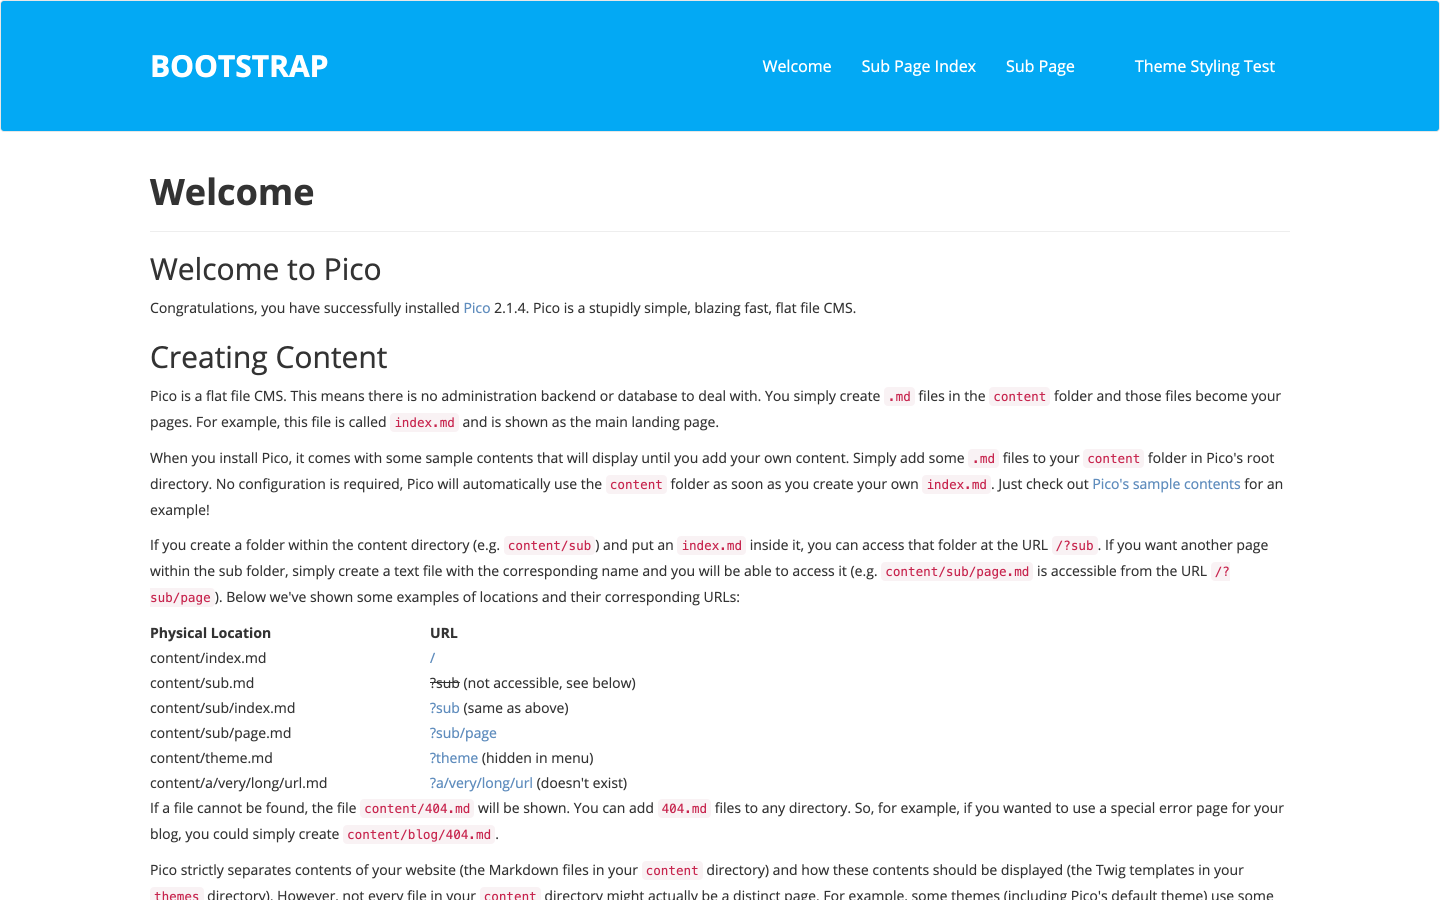 BOOTSTRAP
Welcome Sub Page Index Sub Page Theme Styling Test
Welcome
Welcome to Pico
Congratulations, you have successfully installed Pico 2.1.4. Pico is a stupidly simple, blazing fast, flat file CMS.
Creating Content
Pico is a flat file CMS. This means there is no administration backend or database to deal with. You simply create .md files in the content folder and those files become your
pages. For example, this file is called index.md and is shown as the main landing page.
When you install Pico, it comes with some sample contents that will display until you add your own content. Simply add some .md files to your content folder in Pico's root
directory. No configuration is required, Pico will automatically use the content folder as soon as you create your own index.md. Just check out Pico's sample contents for an
example!
If you create a folder within the content directory (e.g. content/sub) and put an index.md inside it, you can access that folder at the URL /?sub. If you want another page
within the sub folder, simply create a text file with the corresponding name and you will be able to access it (e.g. content/sub/page.md is accessible from the URL /?
sub/page). Below we've shown some examples of locations and their corresponding URLs:
Physical Location URL
content/index.md /
content/sub.md ?sub (not accessible, see below)
content/sub/index.md ?sub (same as above)
content/sub/page.md ?sub/page
content/theme.md ?theme (hidden in menu)
content/a/very/long/url.md ?a/very/long/url (doesn't exist)
If a file cannot be found, the file content/404.md will be shown. You can add 404.md files to any directory. So, for example, if you wanted to use a special error page for your
blog, you could simply create content/blog/404.md.
Pico strictly separates contents of your website (the Markdown files in your content directory) and how these contents should be displayed (the Twig templates in your
themes directory). However, not every file in your content directory might actually be a distinct page. For example, some themes (including Pico's default theme) use some